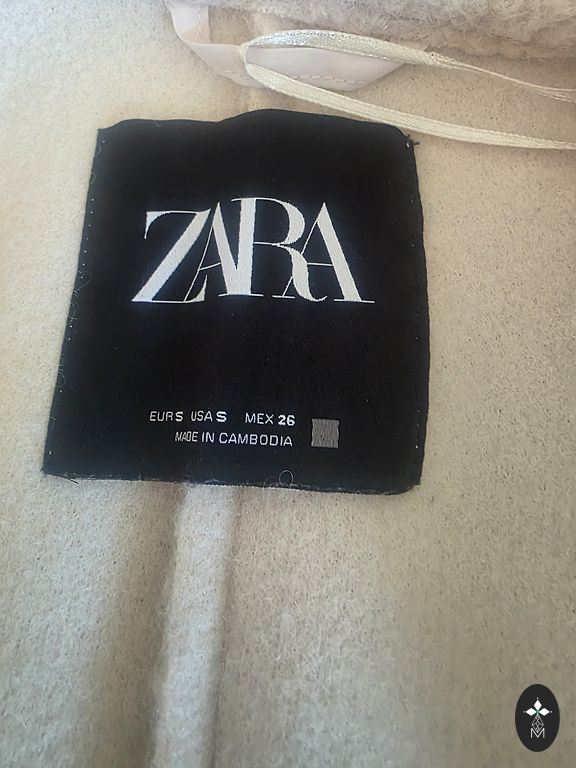 ZARA
EUR S USA S MEX 26
MADE IN CAMBODIA
M